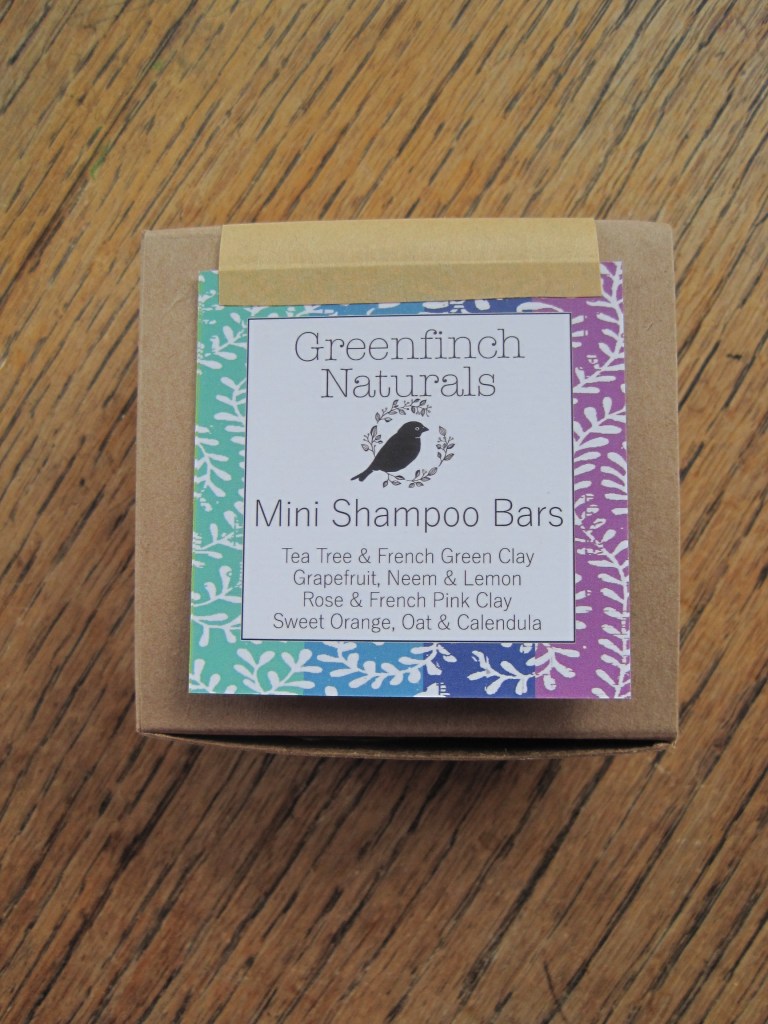 Greenfinch
Naturals
Mini Shampoo Bars
Tea Tree & French Green Clay
Grapefruit, Neem & Lemon
Rose & French Pink Clay
Sweet Orange, Oat & Calendula